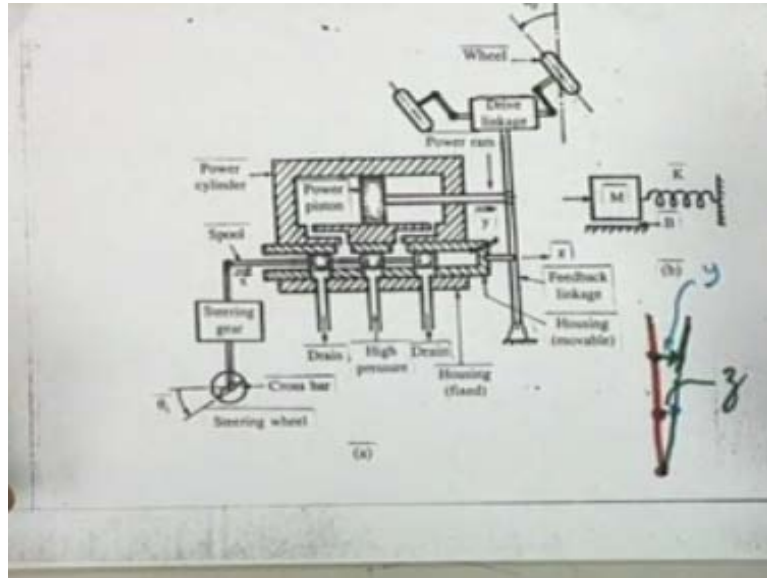 Wheel
Drive
linkage
Power ram
Power
cylinder
Power
piston
K
M
B
y
Spool
x
z
(b)
y
Feedback
linkage
Steering
gear
Housing
(movable)
Drain
High
pressure
Drain
Housing
(fixed)
z
Cross bar
θ
Steering wheel
(a)